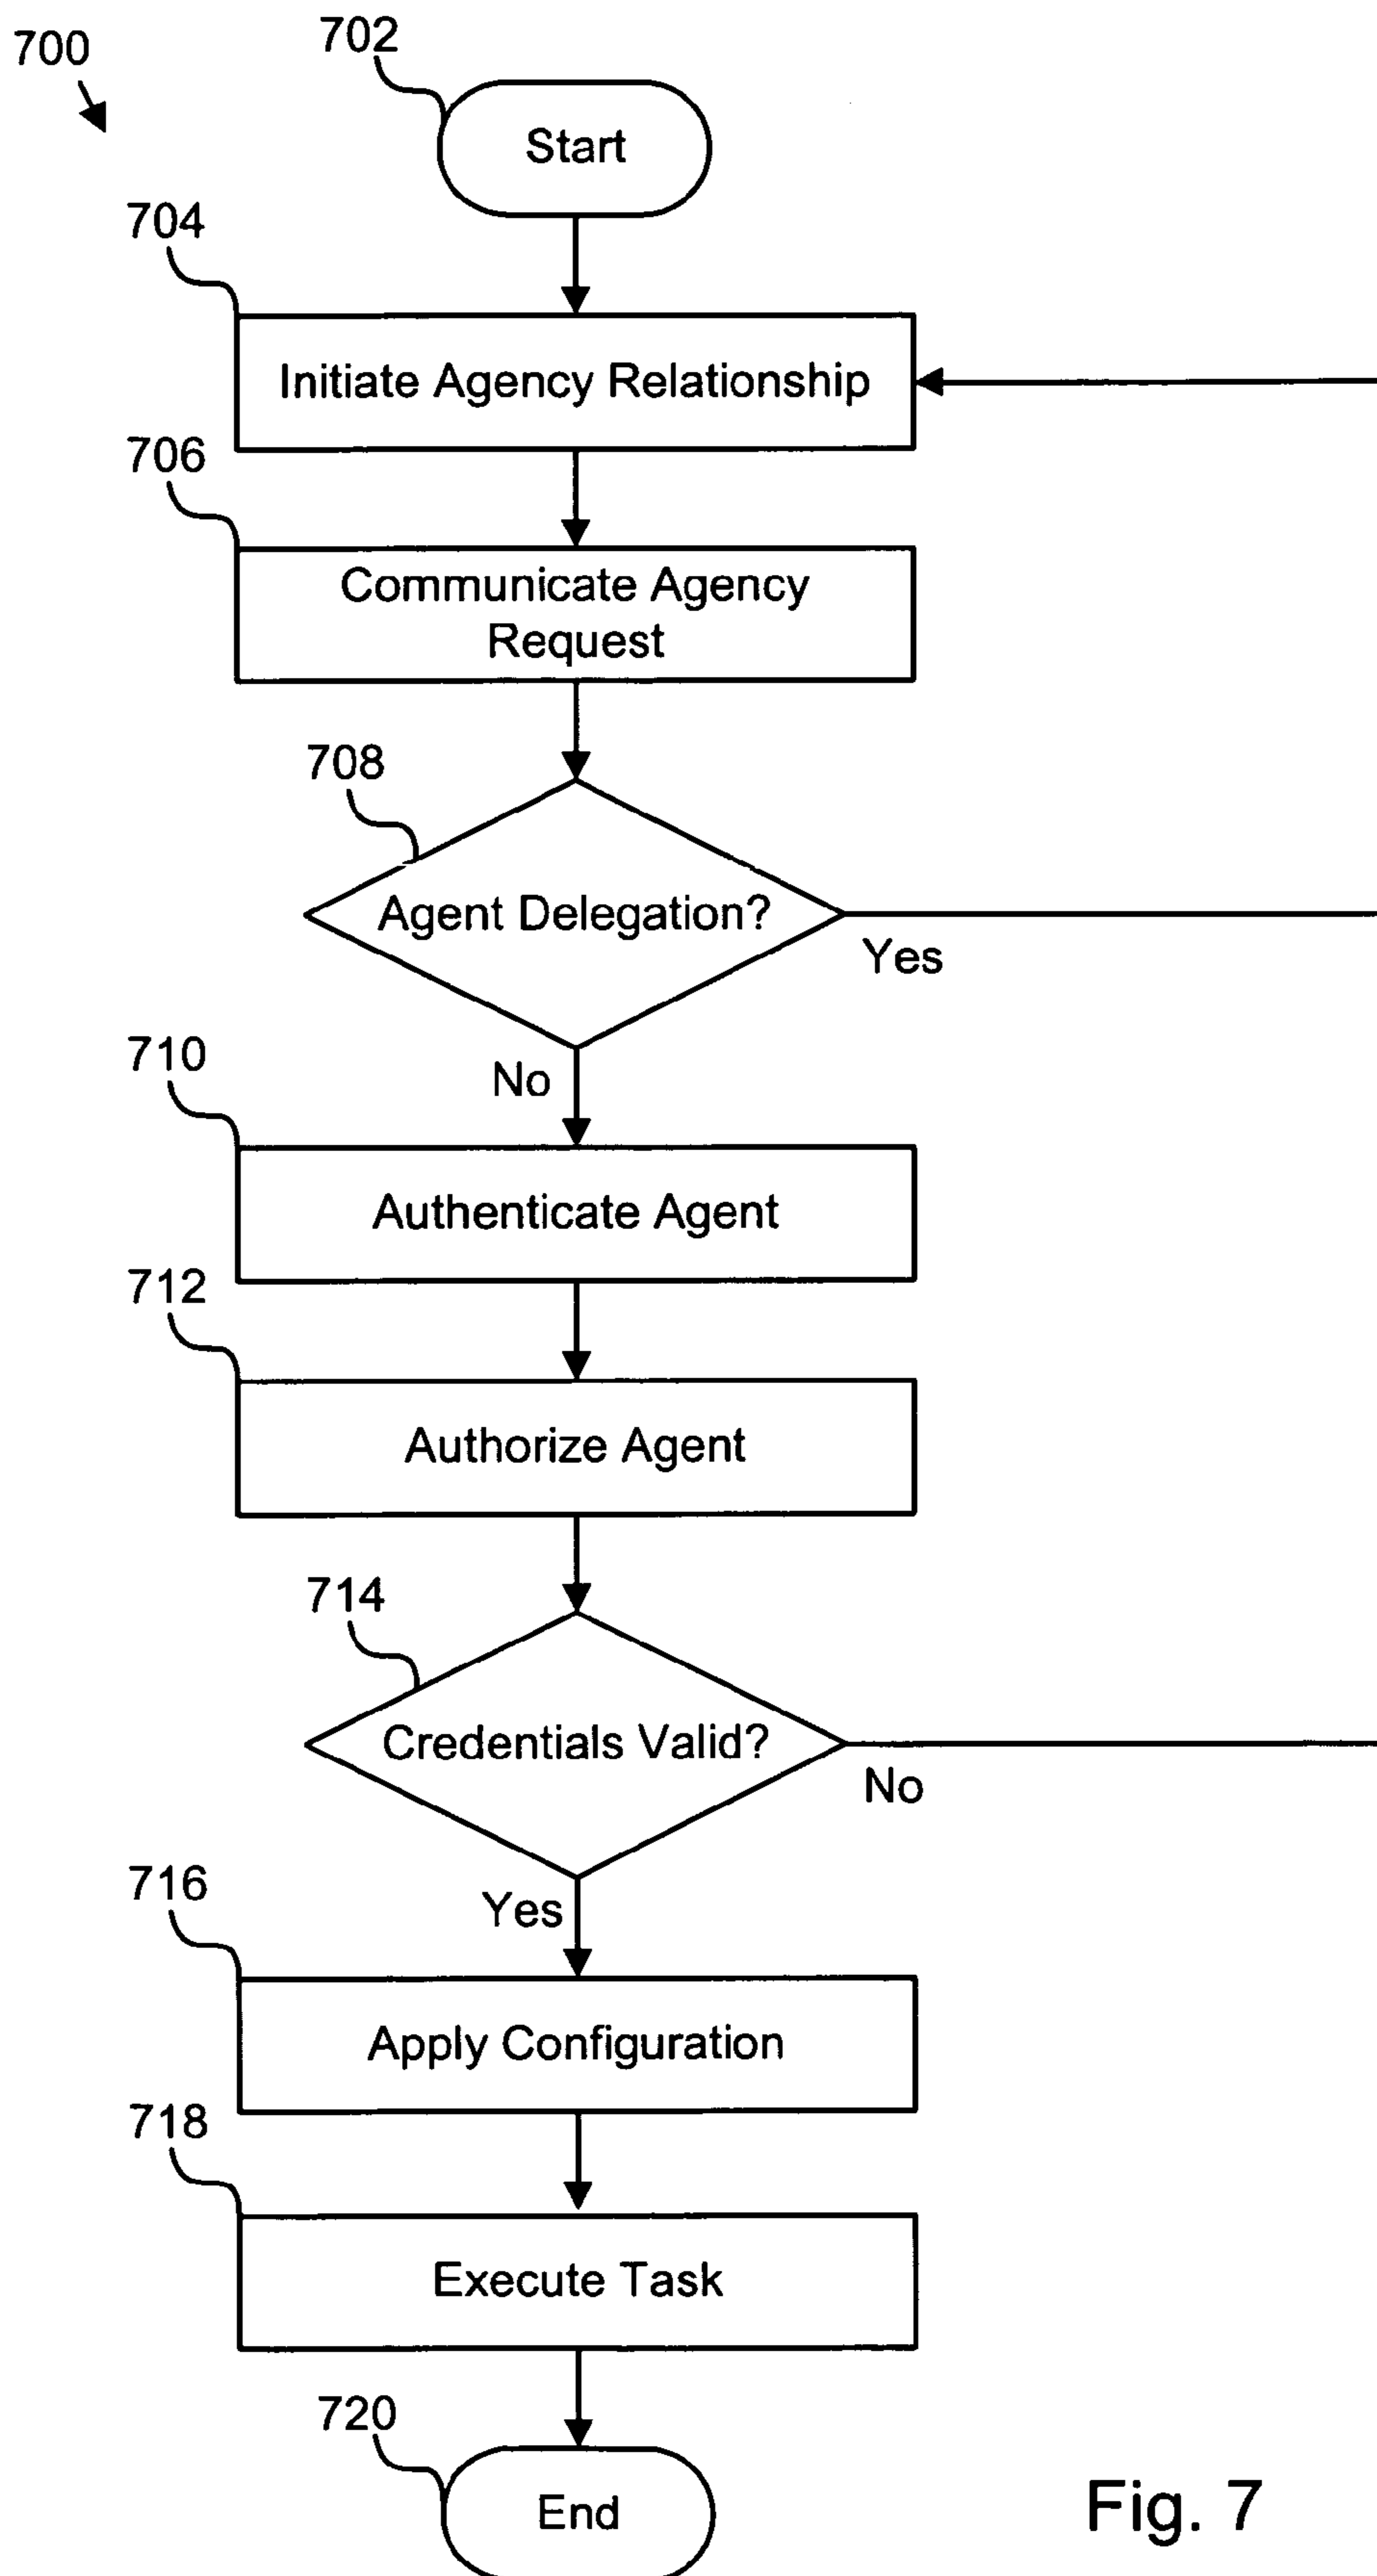 700
702
Start
704
Initiate Agency Relationship
706
Communicate Agency
Request
708
Agent Delegation?
Yes
710
No
Authenticate Agent
712
Authorize Agent
714
Credentials Valid?
No
716
Yes
Apply Configuration
718
Execute Task
720
End
Fig. 7